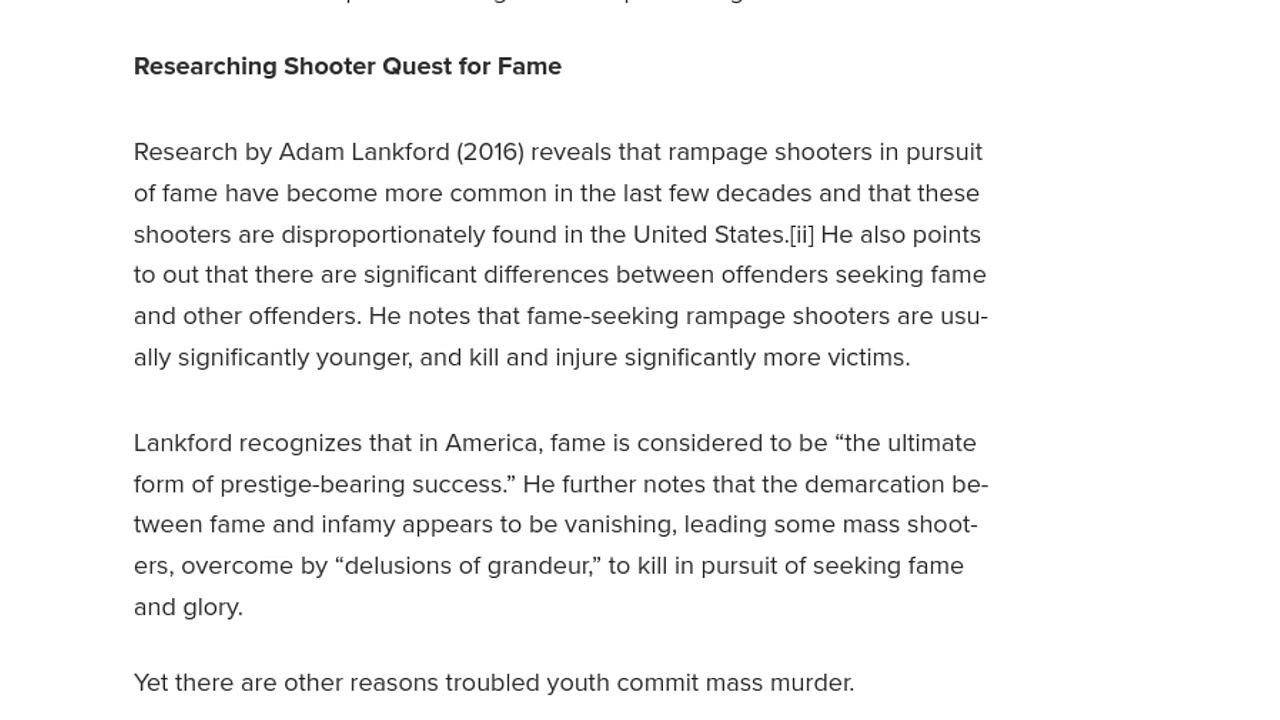 Researching Shooter Quest for Fame
Research by Adam Lankford (2016) reveals that rampage shooters in pursuit
of fame have become more common in the last few decades and that these
shooters are disproportionately found in the United States.[ii] He also points
to out that there are significant differences between offenders seeking fame
and other offenders. He notes that fame-seeking rampage shooters are usu-
ally significantly younger, and kill and injure significantly more victims.
Lankford recognizes that in America, fame is considered to be “the ultimate
form of prestige-bearing success.” He further notes that the demarcation be-
tween fame and infamy appears to be vanishing, leading some mass shoot-
ers, overcome by “delusions of grandeur,” to kill in pursuit of seeking fame
and glory.
Yet there are other reasons troubled youth commit mass murder.